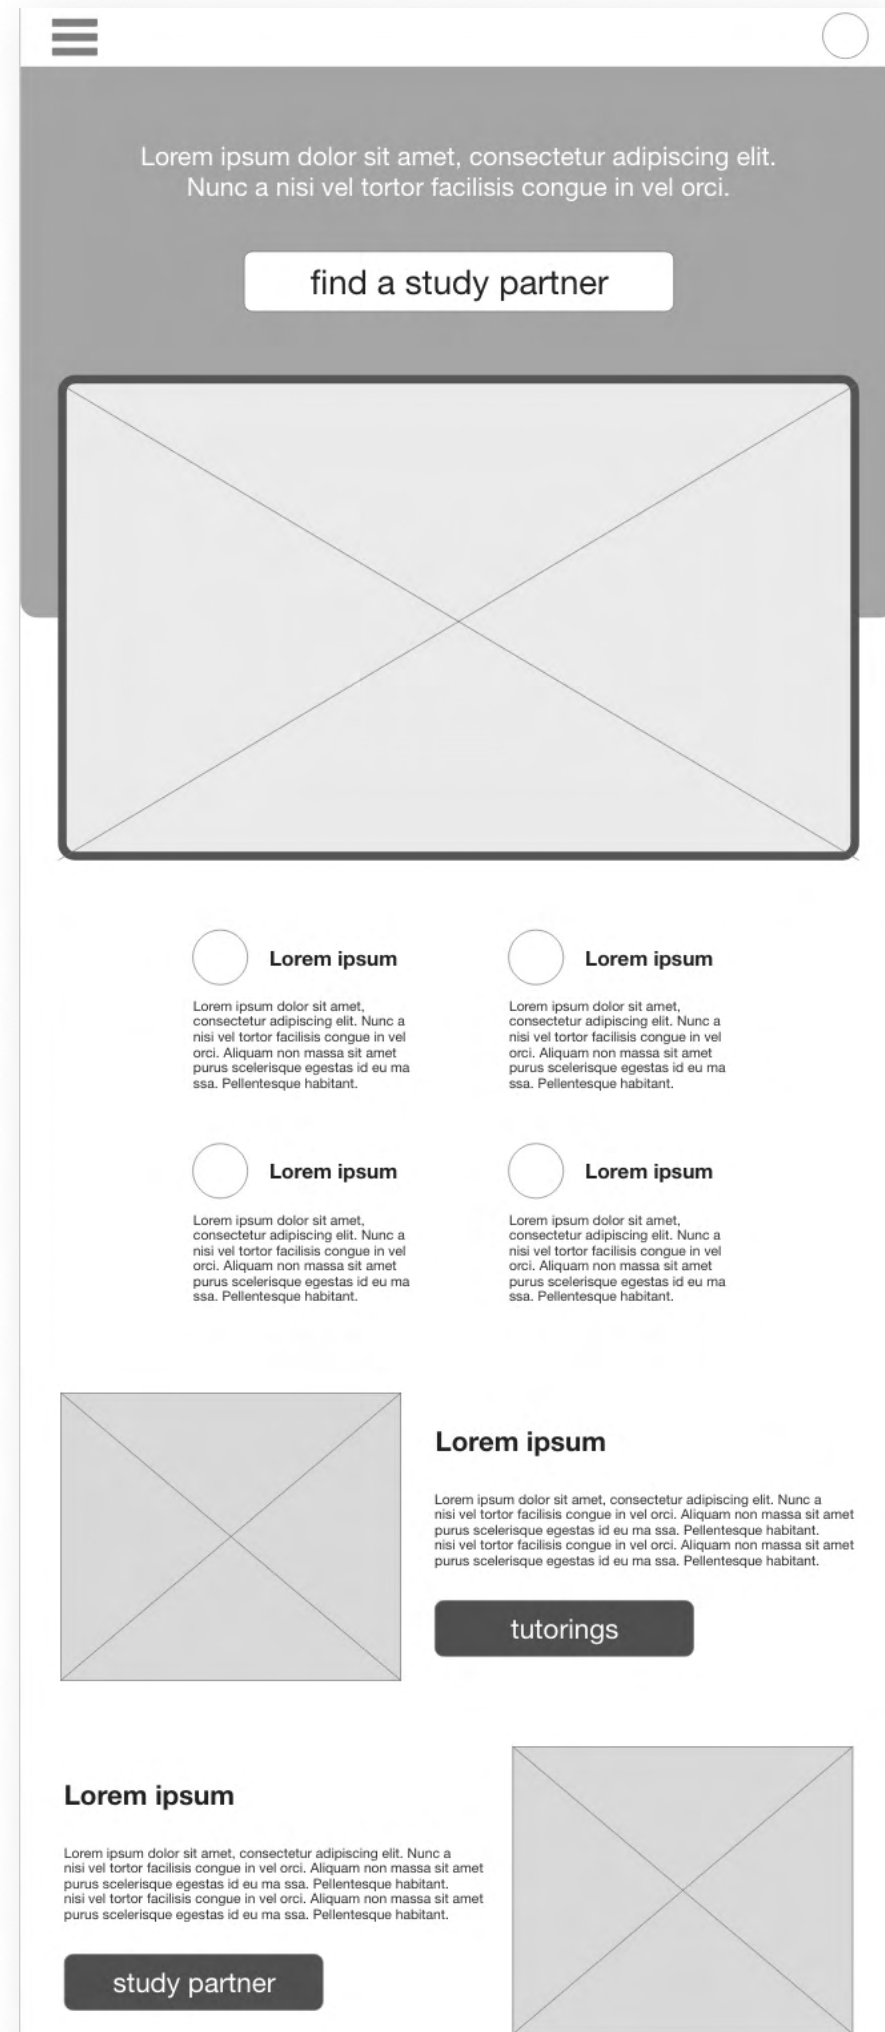 Lorem ipsum dolor sit amet, consectetur adipiscing elit.
Nunc a nisi vel tortor facilisis congue in vel orci.
find a study partner
Lorem ipsum
Lorem ipsum dolor sit amet,
consectetur adipiscing elit. Nunc a
nisi vel tortor facilisis congue in vel
orci. Aliquam non massa sit amet
purus scelerisque egestas id eu ma
ssa. Pellentesque habitant.
Lorem ipsum
Lorem ipsum dolor sit amet,
consectetur adipiscing elit. Nunc a
nisi vel tortor facilisis congue in vel
orci. Aliquam non massa sit amet
purus scelerisque egestas id eu ma
ssa. Pellentesque habitant.
Lorem ipsum
Lorem ipsum dolor sit amet,
consectetur adipiscing elit. Nunc a
nisi vel tortor facilisis congue in vel
orci. Aliquam non massa sit amet
purus scelerisque egestas id eu ma
ssa. Pellentesque habitant.
Lorem ipsum
Lorem ipsum dolor sit amet,
consectetur adipiscing elit. Nunc a
nisi vel tortor facilisis congue in vel
orci. Aliquam non massa sit amet
purus scelerisque egestas id eu ma
ssa. Pellentesque habitant.
Lorem ipsum
Lorem ipsum dolor sit amet, consectetur adipiscing elit. Nunc a
nisi vel tortor facilisis congue in vel orci. Aliquam non massa sit amet
purus scelerisque egestas id eu ma ssa. Pellentesque habitant.
nisi vel tortor facilisis congue in vel orci. Aliquam non massa sit amet
purus scelerisque egestas id eu ma ssa. Pellentesque habitant.
tutorings
Lorem ipsum
Lorem ipsum dolor sit amet, consectetur adipiscing elit. Nunc a
nisi vel tortor facilisis congue in vel orci. Aliquam non massa sit amet
purus scelerisque egestas id eu ma ssa. Pellentesque habitant.
nisi vel tortor facilisis congue in vel orci. Aliquam non massa sit amet
purus scelerisque egestas id eu ma ssa. Pellentesque habitant.
study partner